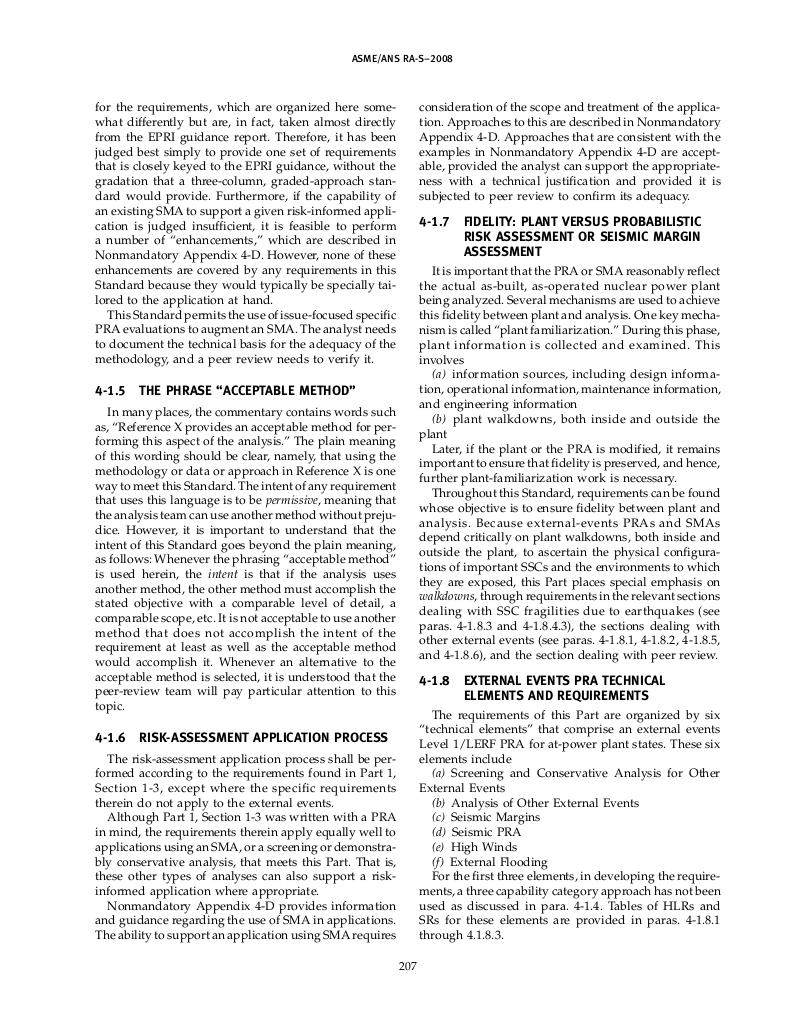 ASME/ANS RA-S–2008
for the requirements, which are organized here some-
what differently but are, in fact, taken almost directly
from the EPRI guidance report. Therefore, it has been
judged best simply to provide one set of requirements
that is closely keyed to the EPRI guidance, without the
gradation that a three-column, graded-approach stan-
dard would provide. Furthermore, if the capability of
an existing SMA to support a given risk-informed appli-
cation is judged insufficient, it is feasible to perform
a number of “enhancements,” which are described in
Nonmandatory Appendix 4-D. However, none of these
enhancements are covered by any requirements in this
Standard because they would typically be specially tai-
lored to the application at hand.
This Standard permits the use of issue-focused specific
PRA evaluations to augment an SMA. The analyst needs
to document the technical basis for the adequacy of the
methodology, and a peer review needs to verify it.
4-1.5 THE PHRASE “ACCEPTABLE METHOD”
In many places, the commentary contains words such
as, “Reference X provides an acceptable method for per-
forming this aspect of the analysis.” The plain meaning
of this wording should be clear, namely, that using the
methodology or data or approach in Reference X is one
way to meet this Standard. The intent of any requirement
that uses this language is to be permissive, meaning that
the analysis team can use another method without preju-
dice. However, it is important to understand that the
intent of this Standard goes beyond the plain meaning,
as follows: Whenever the phrasing “acceptable method”
is used herein, the intent is that if the analysis uses
another method, the other method must accomplish the
stated objective with a comparable level of detail, a
comparable scope, etc. It is not acceptable to use another
method that does not accomplish the intent of the
requirement at least as well as the acceptable method
would accomplish it. Whenever an alternative to the
acceptable method is selected, it is understood that the
peer-review team will pay particular attention to this
topic.
4-1.6 RISK-ASSESSMENT APPLICATION PROCESS
The risk-assessment application process shall be per-
formed according to the requirements found in Part 1,
Section 1-3, except where the specific requirements
therein do not apply to the external events.
Although Part 1, Section 1-3 was written with a PRA
in mind, the requirements therein apply equally well to
applications using an SMA, or a screening or demonstra-
bly conservative analysis, that meets this Part. That is,
these other types of analyses can also support a risk-
informed application where appropriate.
Nonmandatory Appendix 4-D provides information
and guidance regarding the use of SMA in applications.
The ability to support an application using SMA requires
consideration of the scope and treatment of the applica-
tion. Approaches to this are described in Nonmandatory
Appendix 4-D. Approaches that are consistent with the
examples in Nonmandatory Appendix 4-D are accept-
able, provided the analyst can support the appropriate-
ness with a technical justification and provided it is
subjected to peer review to confirm its adequacy.
4-1.7 FIDELITY: PLANT VERSUS PROBABILISTIC
RISK ASSESSMENT OR SEISMIC MARGIN
ASSESSMENT
It is important that the PRA or SMA reasonably reflect
the actual as-built, as-operated nuclear power plant
being analyzed. Several mechanisms are used to achieve
this fidelity between plant and analysis. One key mecha-
nism is called “plant familiarization.” During this phase,
plant information is collected and examined. This
involves
(a) information sources, including design informa-
tion, operational information, maintenance information,
and engineering information
(b) plant walkdowns, both inside and outside the
plant
Later, if the plant or the PRA is modified, it remains
important to ensure that fidelity is preserved, and hence,
further plant-familiarization work is necessary.
Throughout this Standard, requirements can be found
whose objective is to ensure fidelity between plant and
analysis. Because external-events PRAs and SMAs
depend critically on plant walkdowns, both inside and
outside the plant, to ascertain the physical configura-
tions of important SSCs and the environments to which
they are exposed, this Part places special emphasis on
walkdowns, through requirements in the relevant sections
dealing with SSC fragilities due to earthquakes (see
paras. 4-1.8.3 and 4-1.8.4.3), the sections dealing with
other external events (see paras. 4-1.8.1, 4-1.8.2, 4-1.8.5,
and 4-1.8.6), and the section dealing with peer review.
4-1.8 EXTERNAL EVENTS PRA TECHNICAL
ELEMENTS AND REQUIREMENTS
The requirements of this Part are organized by six
“technical elements” that comprise an external events
Level 1/LERF PRA for at-power plant states. These six
elements include
(a) Screening and Conservative Analysis for Other
External Events
(b) Analysis of Other External Events
(c) Seismic Margins
(d) Seismic PRA
(e) High Winds
(f) External Flooding
For the first three elements, in developing the require-
ments, a three capability category approach has not been
used as discussed in para. 4-1.4. Tables of HLRs and
SRs for these elements are provided in paras. 4-1.8.1
through 4.1.8.3.
207